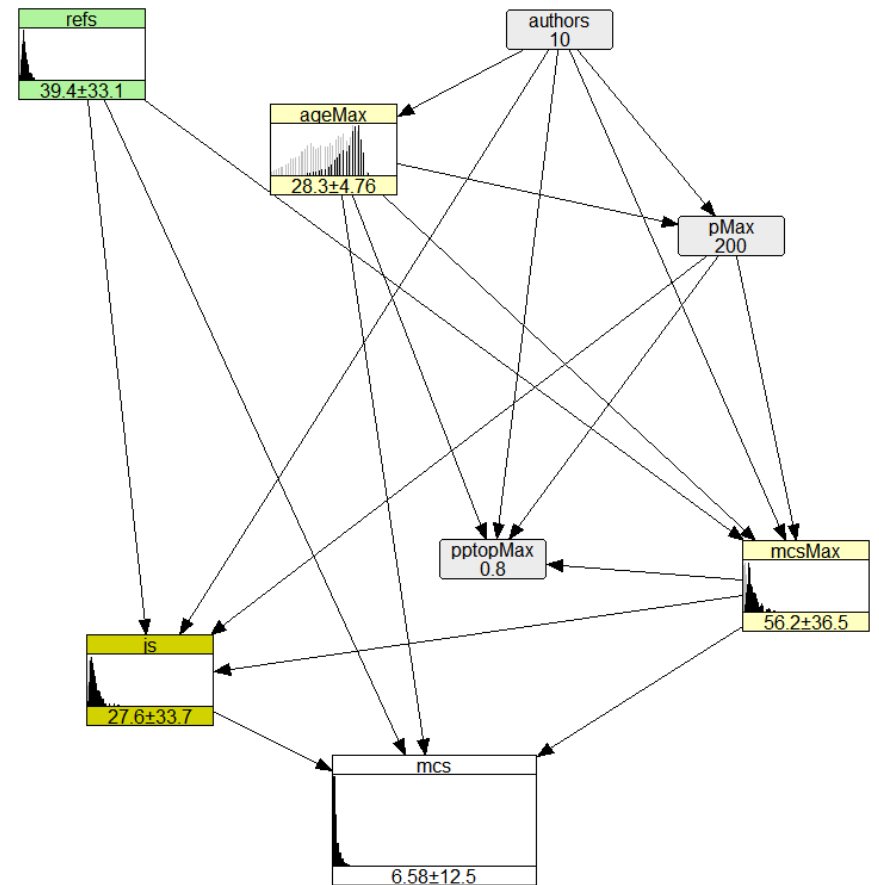 refs
39.4±33.1
authors
10
ageMax
28.3±4.76
pMax
200
pptopMax
0.8
mcsMax
56.2±36.5
js
27.6±33.7
mcs
6.58±12.5